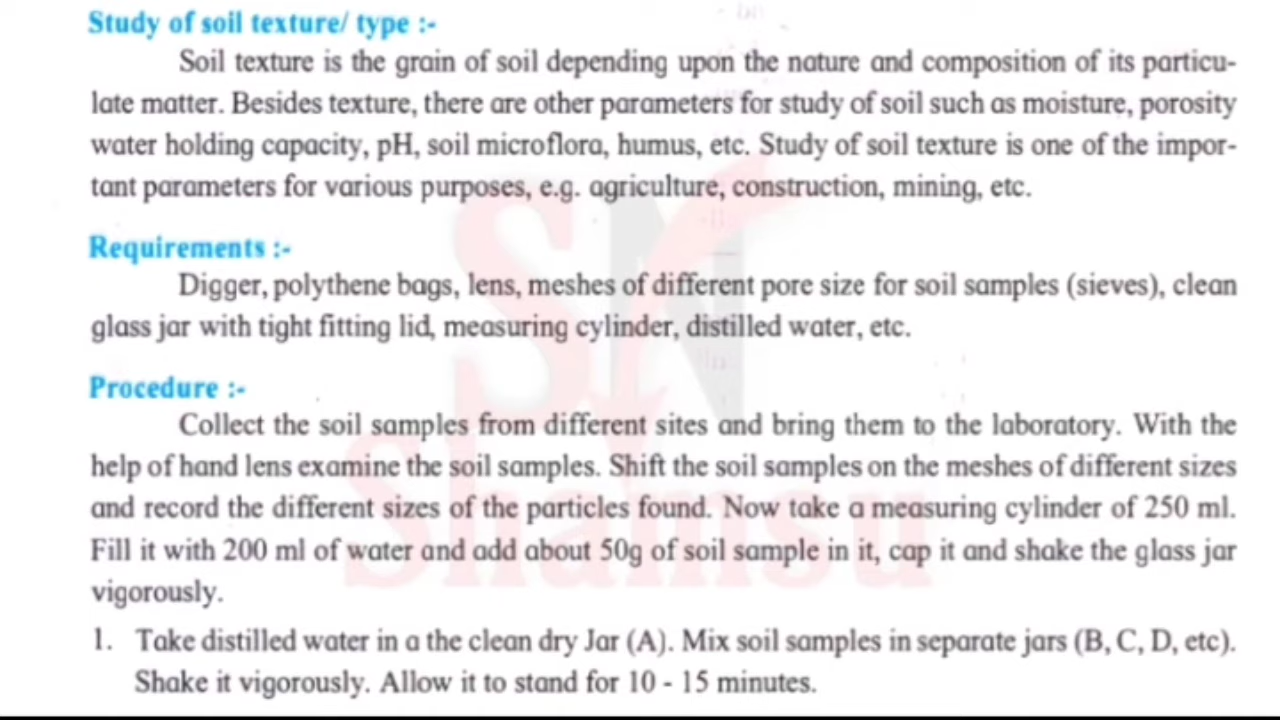 Study of soil texture/ type :-
Soil texture is the grain of soil depending upon the nature and composition of its particu-
late matter. Besides texture, there are other parameters for study of soil such as moisture, porosity
water holding capacity, pH, soil microflora, humus, etc. Study of soil texture is one of the impor-
tant parameters for various purposes, e.g. agriculture, construction, mining, etc.
Requirements :-
Digger, polythene bags, lens, meshes of different pore size for soil samples (sieves), clean
glass jar with tight fitting lid, measuring cylinder, distilled water, etc.
Procedure :-
Collect the soil samples from different sites and bring them to the laboratory. With the
help of hand lens examine the soil samples. Shift the soil samples on the meshes of different sizes
and record the different sizes of the particles found. Now take a measuring cylinder of 250 ml.
Fill it with 200 ml of water and add about 50g of soil sample in it, cap it and shake the glass jar
vigorously.
1. Take distilled water in a the clean dry Jar (A). Mix soil samples in separate jars (B, C, D, etc).
Shake it vigorously. Allow it to stand for 10 - 15 minutes.
SN
Shamsu